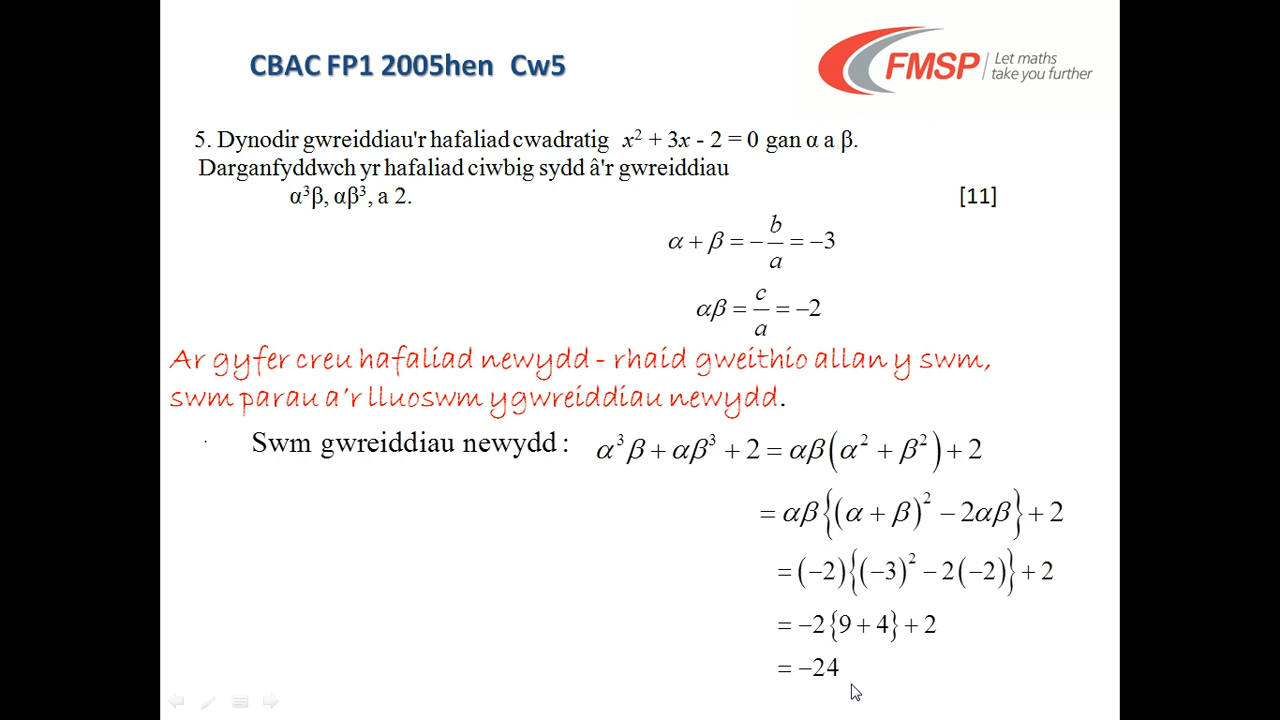 CBAC FP1 2005hen Cw5
FMSP | Let maths
take you further
5. Dynodir gwreiddiau'r hafaliad cwadratig x² + 3x - 2 = 0 gan α a β.
Darganfyddwch yr hafaliad ciwbig sydd â'r gwreiddiau
α³β, αβ³, a 2. [11]
α + β = −b/a = −3
αβ = c/a = −2
Ar gyfer creu hafaliad newydd - rhaid gweithio allan y swm,
swm parau a'r lluoswm y gwreiddiau newydd.
Swm gwreiddiau newydd : α³β + αβ³ + 2 = αβ(α² + β²) + 2
= αβ{(α + β)² − 2αβ} + 2
= (−2){(−3)² − 2(−2)} + 2
= −2{9 + 4} + 2
= −24